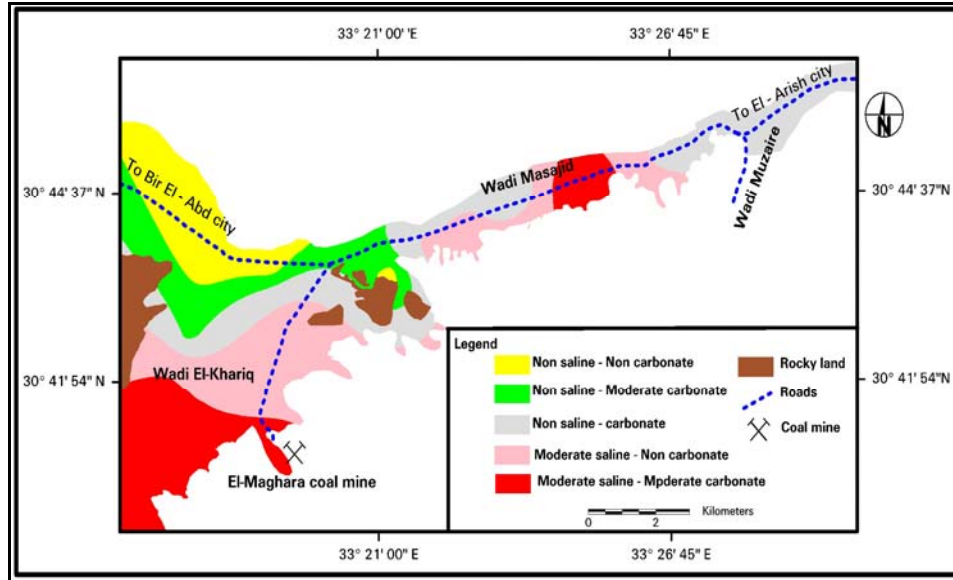 33° 21' 00'' E
33° 26' 45'' E
To El - Arish city
N
To Bir El - Abd city
Wadi Masajid
Wadi Muzaire
30° 44' 37"N
30° 44' 37"N
Legend
Non saline - Non carbonate
Rocky land
Non saline - Moderate carbonate
Roads
Non saline - carbonate
Coal mine
Moderate saline - Non carbonate
Moderate saline - Mpderate carbonate
Wadi El-Khariq
30° 41' 54"N
30° 41' 54"N
El-Maghara coal mine
0 2 Kilometers
33° 21' 00" E
33° 26' 45" E